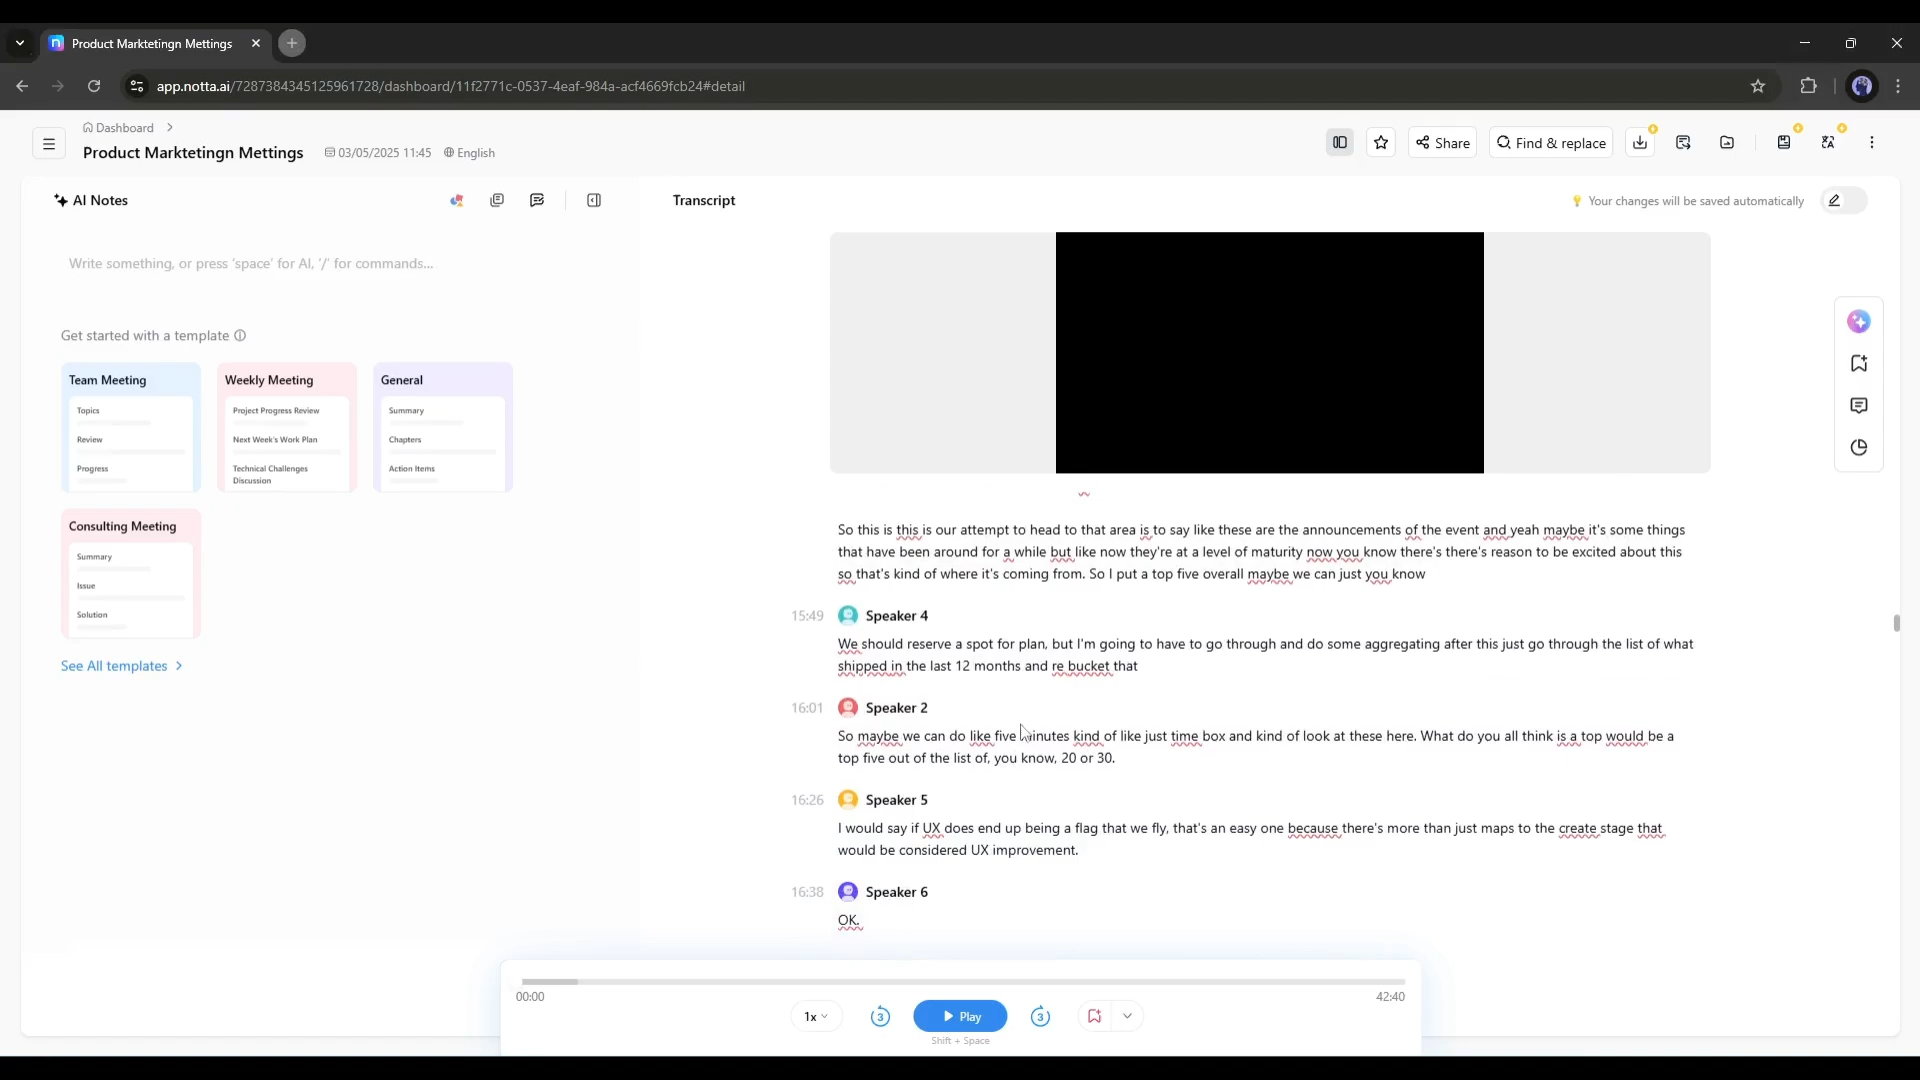 Product Marktetingn Mettings
app.notta.ai/7287384345125961728/dashboard/11f2771c-0537-4eaf-984a-acf4669fcb24#detail
Dashboard >
Product Marktetingn Mettings 03/05/2025 11:45 English
Share
Find & replace
AI Notes
Write something, or press 'space' for AI, '/' for commands...
Get started with a template
Team Meeting
Topics
Review
Progress
Weekly Meeting
Project Progress Review
Next Week's Work Plan
Technical Challenges
Discussion
General
Summary
Chapters
Action Items
Consulting Meeting
Summary
Issue
Solution
See All templates >
Transcript
Your changes will be saved automatically
So this is this is our attempt to head to that area is to say like these are the announcements of the event and yeah maybe it's some things
that have been around for a while but like now they're at a level of maturity now you know there's there's reason to be excited about this
so that's kind of where it's coming from. So I put a top five overall maybe we can just you know
15:49 Speaker 4
We should reserve a spot for plan, but I'm going to have to go through and do some aggregating after this just go through the list of what
shipped in the last 12 months and re bucket that
16:01 Speaker 2
So maybe we can do like five minutes kind of like just time box and kind of look at these here. What do you all think is a top would be a
top five out of the list of, you know, 20 or 30.
16:26 Speaker 5
I would say if UX does end up being a flag that we fly, that's an easy one because there's more than just maps to the create stage that
would be considered UX improvement.
16:38 Speaker 6
OK.
00:00
42:40
1x
3
Play
3
Shift + Space